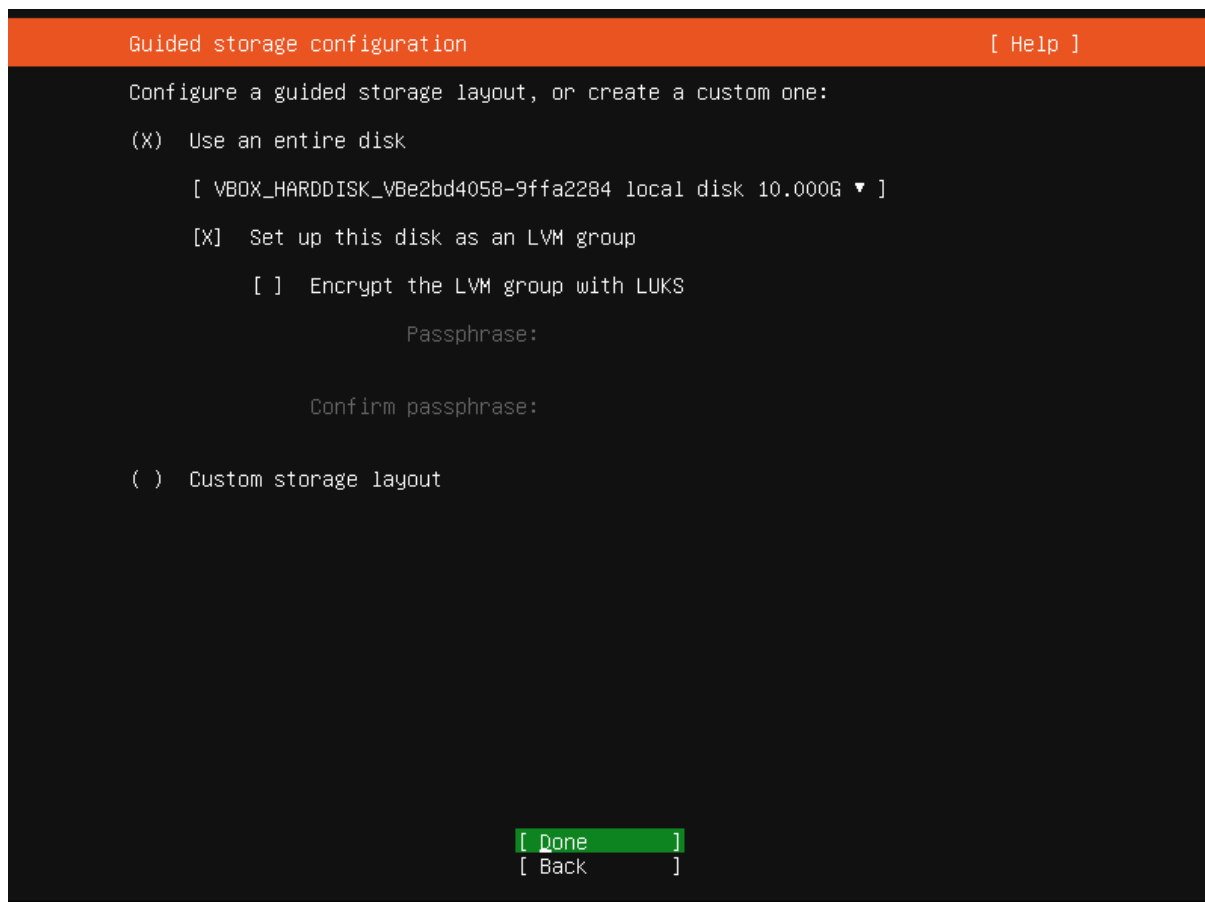 Guided storage configuration [ Help ]
Configure a guided storage layout, or create a custom one:
(X) Use an entire disk
[ VBOX_HARDDISK_VBe2bd4058-9ffa2284 local disk 10.000G ▾ ]
[X] Set up this disk as an LVM group
[ ] Encrypt the LVM group with LUKS
Passphrase:
Confirm passphrase:
( ) Custom storage layout
[ Done ]
[ Back ]